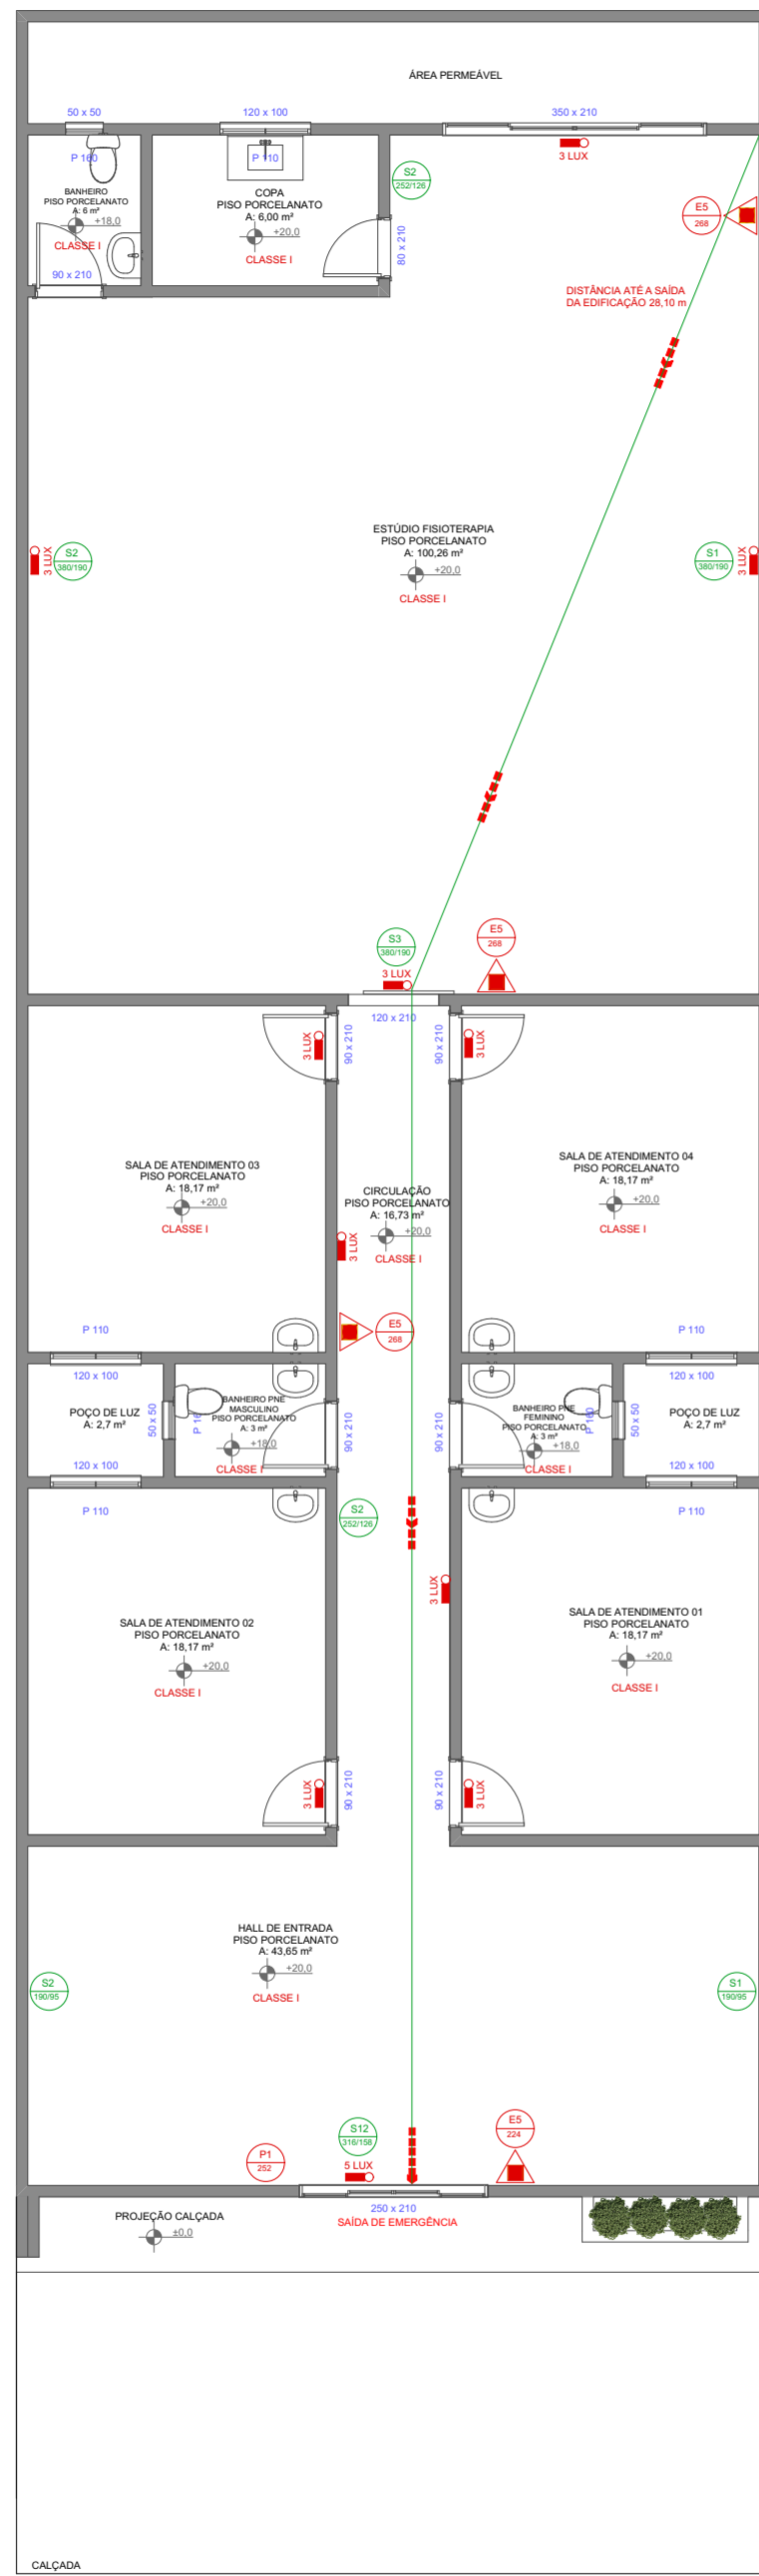 ÁREA PERMEÁVEL
50 x 50
120 x 100
350 x 210
P 160
P 110
3 LUX
BANHEIRO
PISO PORCELANATO
A: 6 m²
+18,0
CLASSE I
90 x 210
COPA
PISO PORCELANATO
A: 6,00 m²
+20,0
CLASSE I
80 x 210
S2
252/126
E5
268
DISTÂNCIA ATÉ A SAÍDA
DA EDIFICAÇÃO 28,10 m
3 LUX
S2
380/190
ESTÚDIO FISIOTERAPIA
PISO PORCELANATO
A: 100,26 m²
+20,0
CLASSE I
S1
380/190
3 LUX
S3
380/190
3 LUX
E5
268
120 x 210
3 LUX
90 x 210
90 x 210
3 LUX
SALA DE ATENDIMENTO 03
PISO PORCELANATO
A: 18,17 m²
+20,0
CLASSE I
CIRCULAÇÃO
PISO PORCELANATO
A: 16,73 m²
+20,0
CLASSE I
3 LUX
SALA DE ATENDIMENTO 04
PISO PORCELANATO
A: 18,17 m²
+20,0
CLASSE I
E5
268
P 110
P 110
120 x 100
120 x 100
POÇO DE LUZ
A: 2,7 m²
50 x 50
BANHEIRO PNE
MASCULINO
PISO PORCELANATO
A: 3 m²
+18,0
CLASSE I
90 x 210
90 x 210
BANHEIRO PNE
FEMININO
PISO PORCELANATO
A: 3 m²
+18,0
CLASSE I
P 160
50 x 50
POÇO DE LUZ
A: 2,7 m²
120 x 100
120 x 100
P 110
P 110
S2
252/126
3 LUX
SALA DE ATENDIMENTO 02
PISO PORCELANATO
A: 18,17 m²
+20,0
CLASSE I
SALA DE ATENDIMENTO 01
PISO PORCELANATO
A: 18,17 m²
+20,0
CLASSE I
3 LUX
90 x 210
90 x 210
3 LUX
HALL DE ENTRADA
PISO PORCELANATO
A: 43,65 m²
+20,0
CLASSE I
S2
190/95
S1
190/95
P1
252
S12
316/158
5 LUX
E5
224
250 x 210
SAÍDA DE EMERGÊNCIA
PROJEÇÃO CALÇADA
±0,0
CALÇADA